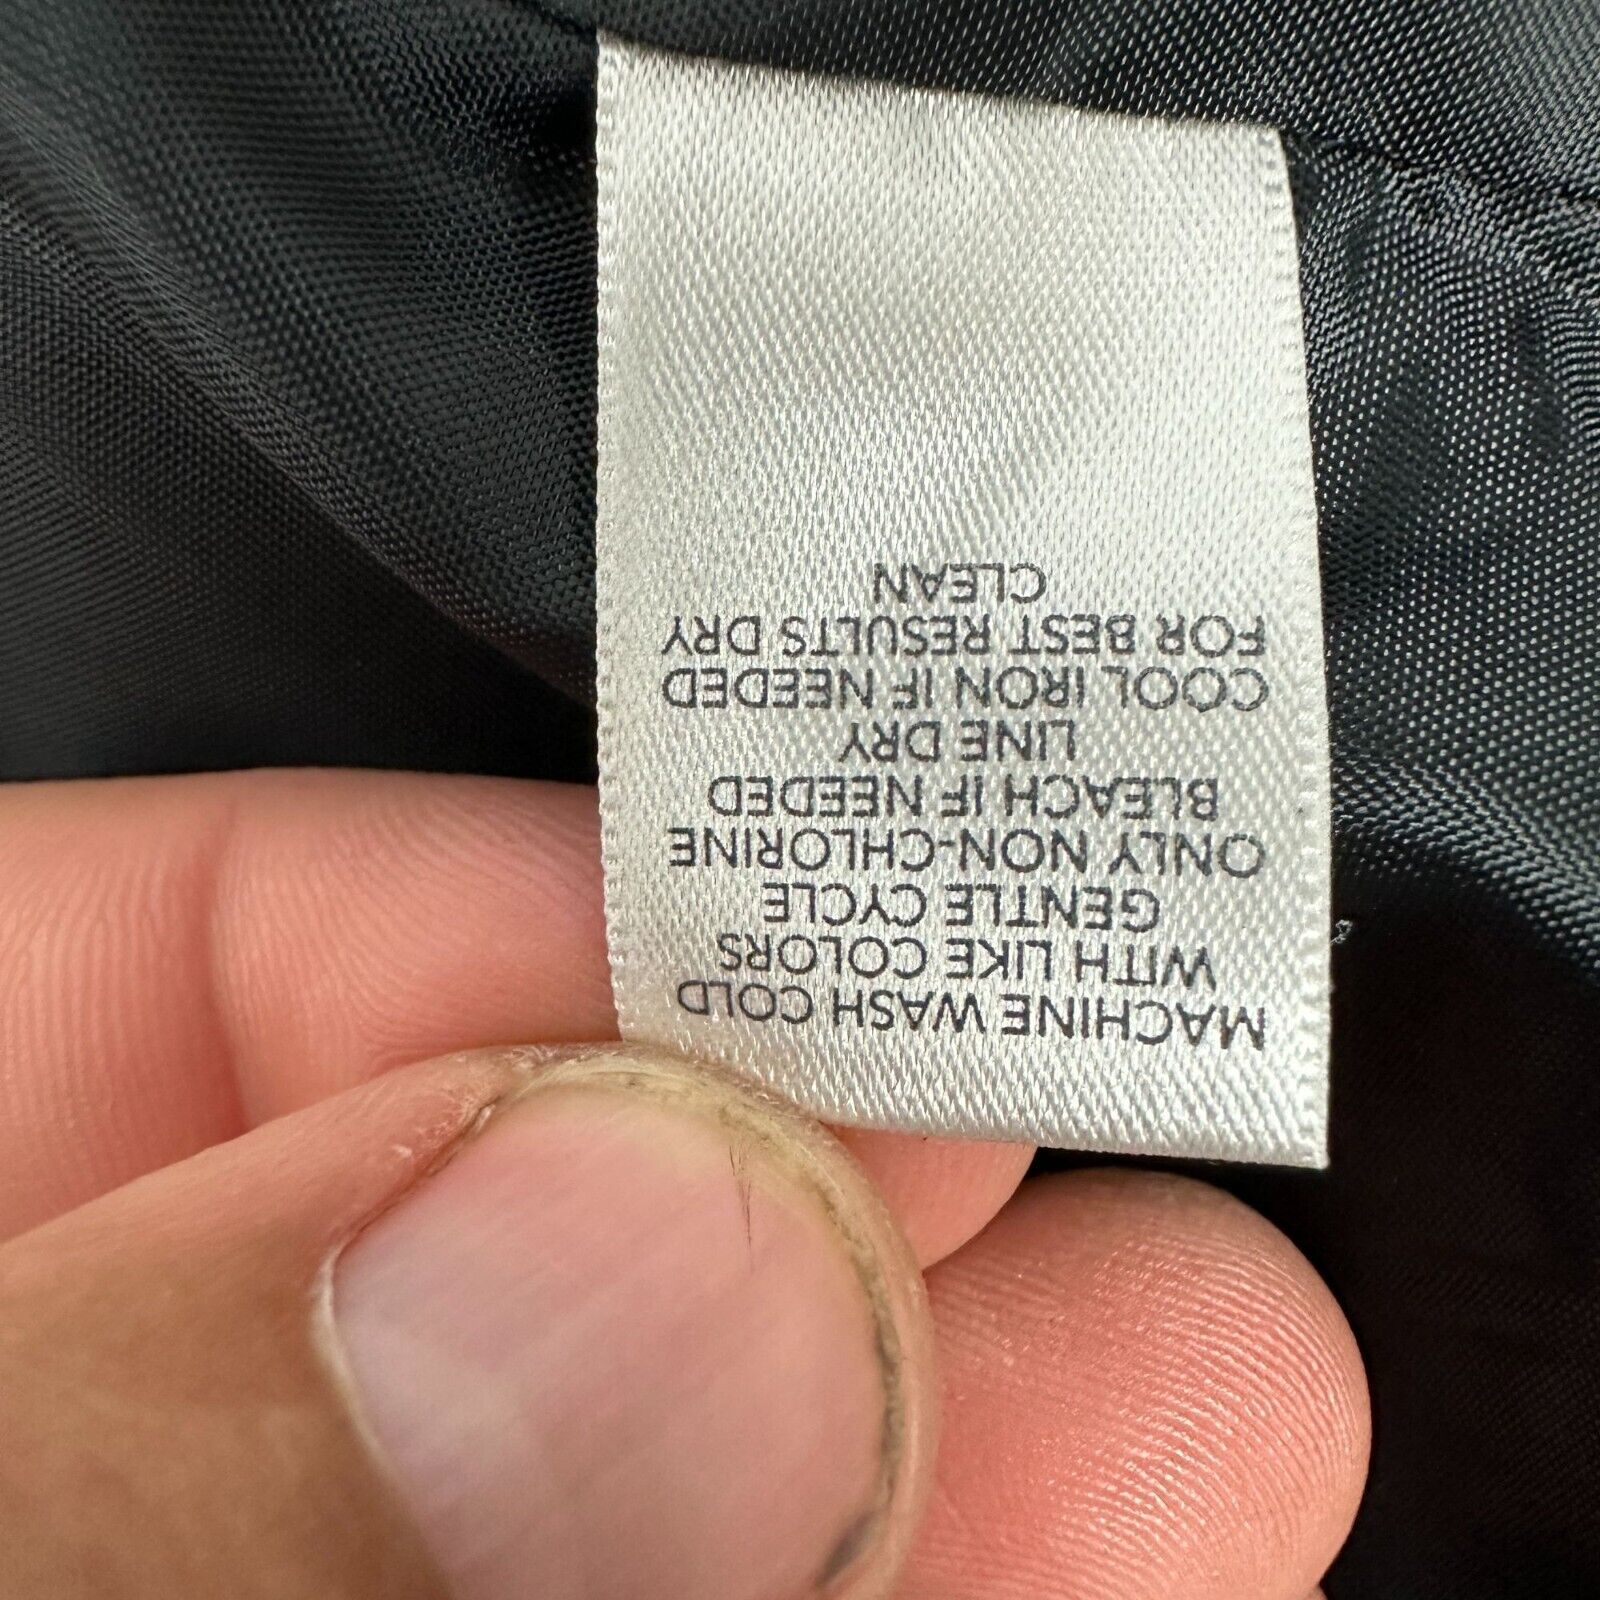 MACHINE WASH COLD
WITH LIKE COLORS
GENTLE CYCLE
ONLY NON-CHLORINE
BLEACH IF NEEDED
LINE DRY
COOL IRON IF NEEDED
FOR BEST RESULTS DRY
CLEAN